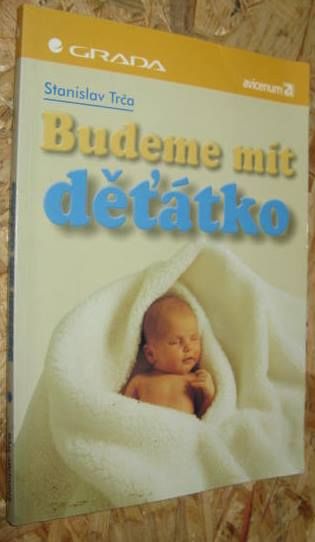 GRADA
avicenum
Stanislav Trča
Budeme mít
děťátko